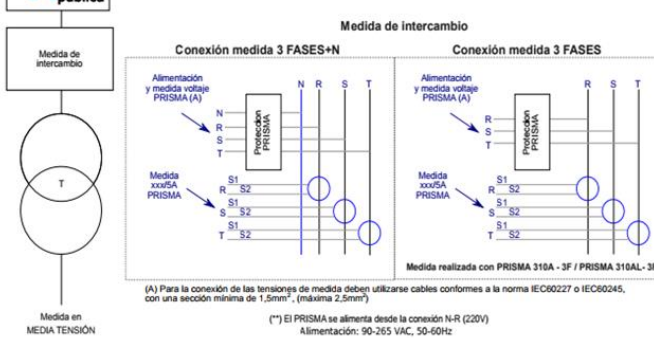 pública
Medida de
intercambio
T
Medida en
MEDIA TENSIÓN
Medida de intercambio
Conexión medida 3 FASES+N
Alimentación
y medida voltaje
PRISMA (A)
N R S T
N
R
S
T
Protección
PRISMA
Medida
xxx/5A
PRISMA
S1
R S2
S1
S S2
S1
T S2
Conexión medida 3 FASES
Alimentación
y medida voltaje
PRISMA (A)
R S T
R
S
T
Protección
PRISMA
Medida
xxx/5A
PRISMA
S1
R S2
S1
S S2
S1
T S2
Medida realizada con PRISMA 310A - 3F / PRISMA 310AL- 3F
(A) Para la conexión de las tensiones de medida deben utilizarse cables conformes a la norma IEC60227 o IEC60245,
con una sección mínima de 1,5mm², (máxima 2,5mm²)
(**) El PRISMA se alimenta desde la conexión N-R (220V)
Alimentación: 90-265 VAC, 50-60Hz